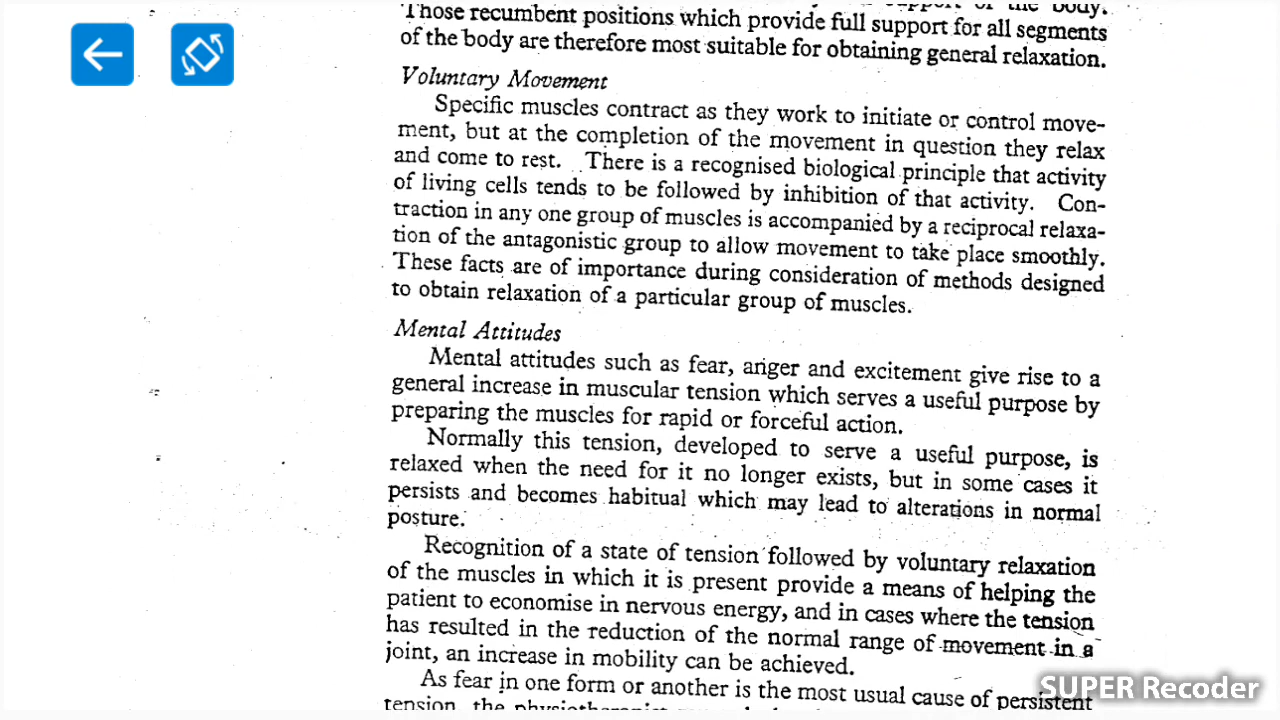 support of the body.
Those recumbent positions which provide full support for all segments
of the body are therefore most suitable for obtaining general relaxation.
Voluntary Movement
Specific muscles contract as they work to initiate or control move-
ment, but at the completion of the movement in question they relax
and come to rest. There is a recognised biological principle that activity
of living cells tends to be followed by inhibition of that activity. Con-
traction in any one group of muscles is accompanied by a reciprocal relaxa-
tion of the antagonistic group to allow movement to take place smoothly.
These facts are of importance during consideration of methods designed
to obtain relaxation of a particular group of muscles.
Mental Attitudes
Mental attitudes such as fear, anger and excitement give rise to a
general increase in muscular tension which serves a useful purpose by
preparing the muscles for rapid or forceful action.
Normally this tension, developed to serve a useful purpose, is
relaxed when the need for it no longer exists, but in some cases it
persists and becomes habitual which may lead to alterations in normal
posture.
Recognition of a state of tension followed by voluntary relaxation
of the muscles in which it is present provide a means of helping the
patient to economise in nervous energy, and in cases where the tension
has resulted in the reduction of the normal range of movement in a
joint, an increase in mobility can be achieved.
As fear in one form or another is the most usual cause of persistent
tension, the physiotherapist
SUPER Recoder